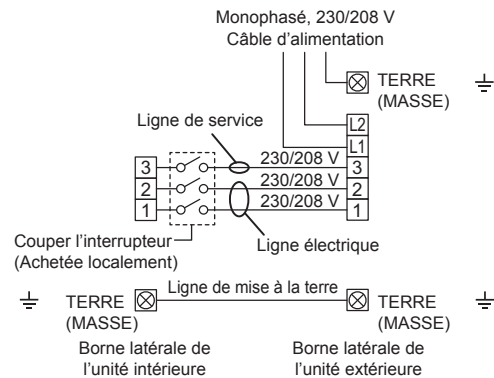 Monophasé, 230/208 V
Câble d'alimentation
TERRE
(MASSE)
Ligne de service
L2
L1
3
230/208 V
3
2
230/208 V
2
1
230/208 V
1
Couper l'interrupteur
(Achetée localement)
Ligne électrique
TERRE
(MASSE)
Ligne de mise à la terre
TERRE
(MASSE)
Borne latérale de
l'unité intérieure
Borne latérale de
l'unité extérieure